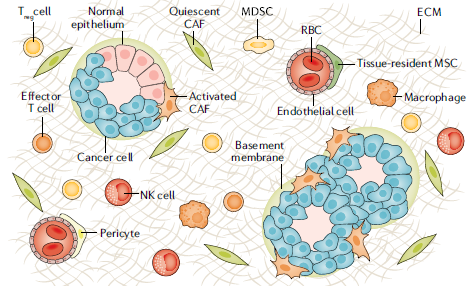 T_neg cell
Normal
epithelium
Quiescent
CAF
MDSC
ECM
RBC
Tissue-resident MSC
Effector
T cell
Activated
CAF
Endothelial cell
Macrophage
Cancer cell
Basement
membrane
NK cell
Pericyte